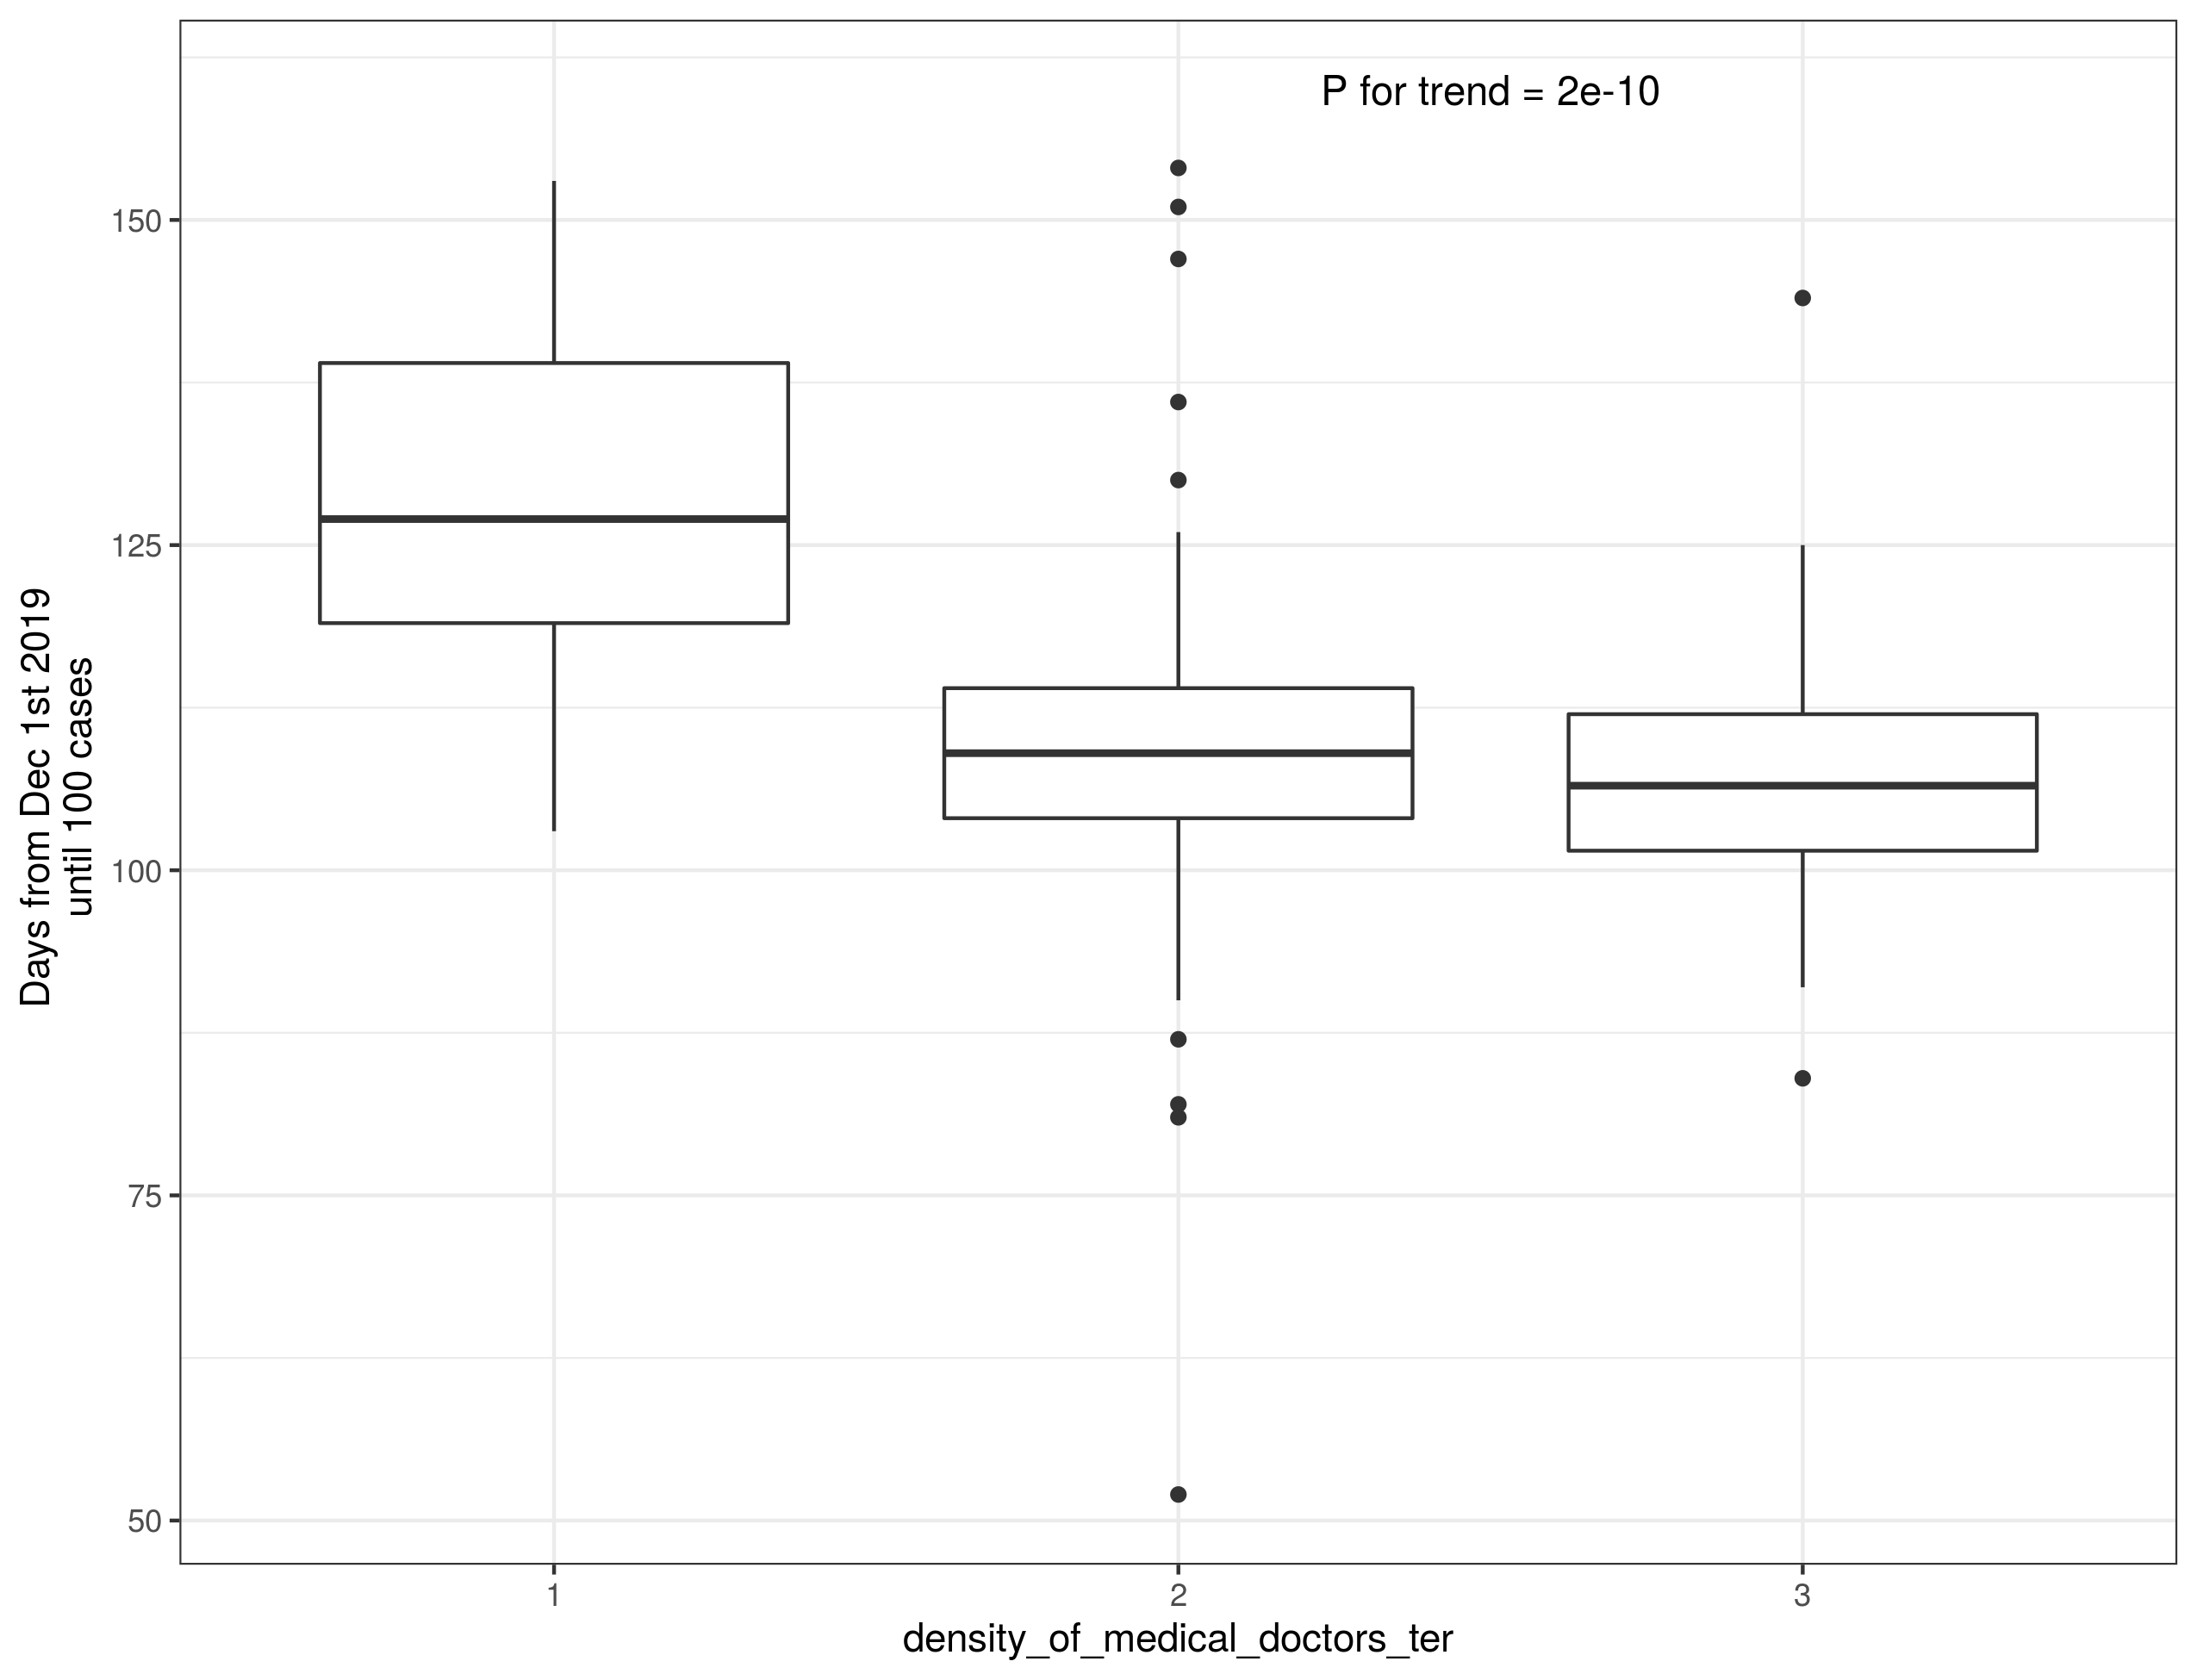 P for trend = 2e-10
150
125
100
75
50
Days from Dec 1st 2019
until 100 cases
1
2
3
density_of_medical_doctors_ter